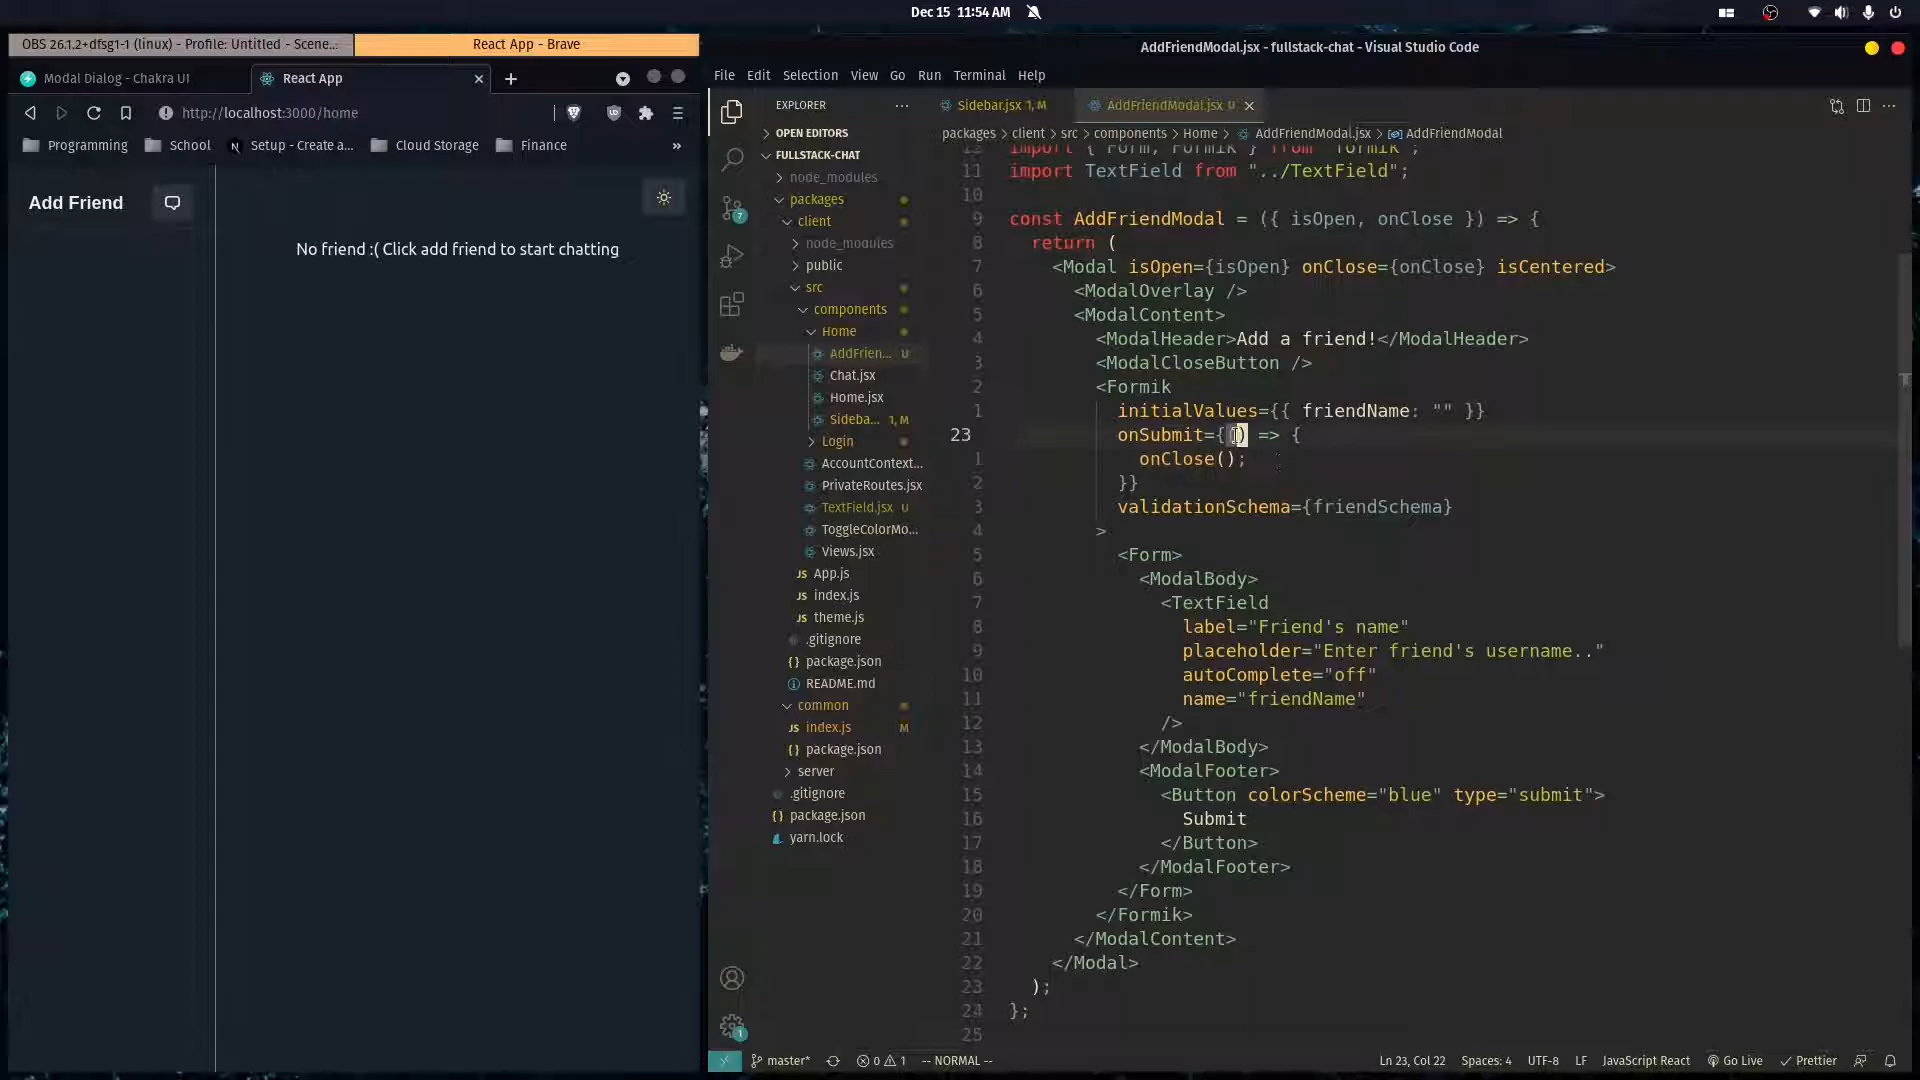 Dec 15 11:54 AM
OBS 26.1.2+dfsg1-1 (linux) - Profile: Untitled - Scene...
React App - Brave
AddFriendModal.jsx - fullstack-chat - Visual Studio Code
Modal Dialog - Chakra UI
React App
http://localhost:3000/home
Programming
School
Setup - Create a...
Cloud Storage
Finance
»
Add Friend
No friend :( Click add friend to start chatting
File Edit Selection View Go Run Terminal Help
EXPLORER
OPEN EDITORS
FULLSTACK-CHAT
node_modules
packages
client
node_modules
public
src
components
Home
AddFrien... U
Chat.jsx
Home.jsx
Sideba... 1, M
Login
AccountContext...
PrivateRoutes.jsx
TextField.jsx U
ToggleColorMo...
Views.jsx
JS App.js
JS index.js
JS theme.js
.gitignore
{} package.json
README.md
common
JS index.js M
{} package.json
server
.gitignore
{} package.json
yarn.lock
7
1
Sidebar.jsx 1, M
AddFriendModal.jsx U
packages > client > src > components > Home > AddFriendModal.jsx > AddFriendModal
12 import { Form, Formik } from "formik";
11 import TextField from "../TextField";
10
9 const AddFriendModal = ({ isOpen, onClose }) => {
8 return (
7 <Modal isOpen={isOpen} onClose={onClose} isCentered>
6 <ModalOverlay />
5 <ModalContent>
4 <ModalHeader>Add a friend!</ModalHeader>
3 <ModalCloseButton />
2 <Formik
1 initialValues={{ friendName: "" }}
23 onSubmit={() => {
1 onClose();
2 }}
3 validationSchema={friendSchema}
4 >
5 <Form>
6 <ModalBody>
7 <TextField
8 label="Friend's name"
9 placeholder="Enter friend's username.."
10 autoComplete="off"
11 name="friendName"
12 />
13 </ModalBody>
14 <ModalFooter>
15 <Button colorScheme="blue" type="submit">
16 Submit
17 </Button>
18 </ModalFooter>
19 </Form>
20 </Formik>
21 </ModalContent>
22 </Modal>
23 );
24 };
25
master* 0 1 -- NORMAL -- Ln 23, Col 22 Spaces: 4 UTF-8 LF JavaScript React Go Live Prettier